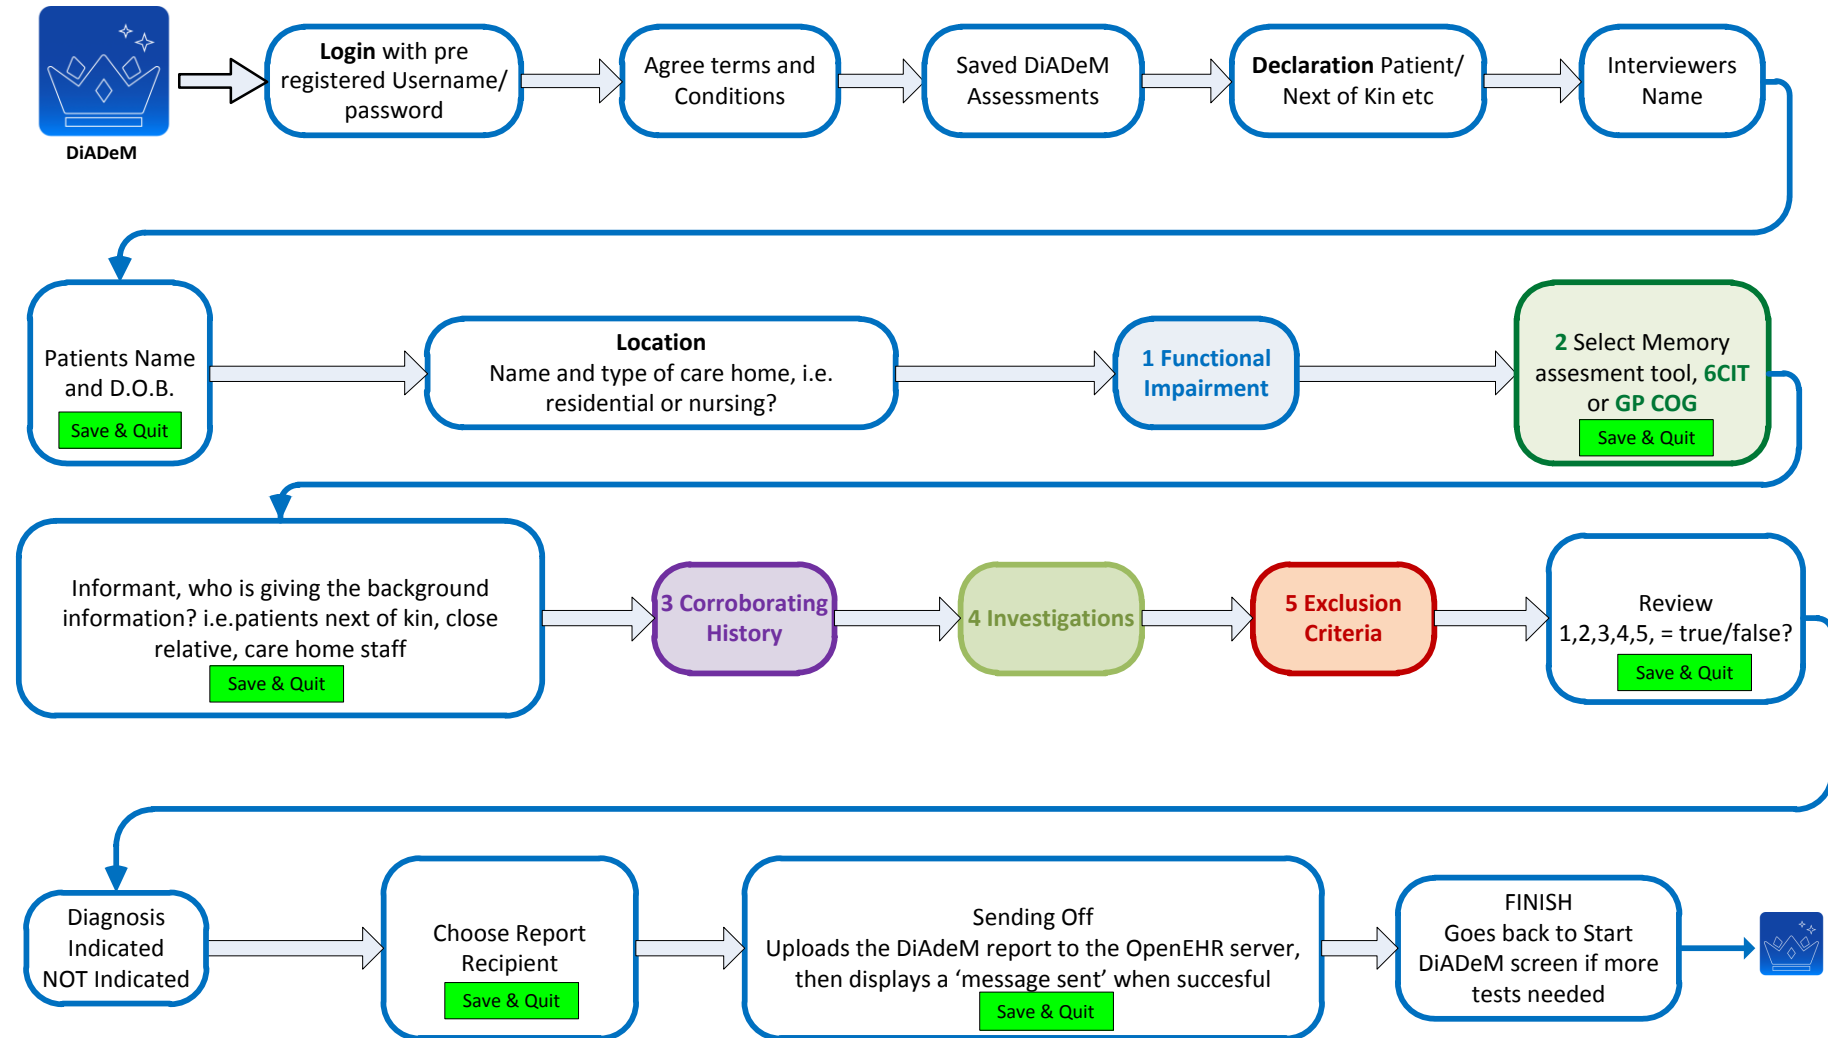 DiADeM
Login with pre
registered Username/
password
Agree terms and
Conditions
Saved DiADeM
Assessments
Declaration Patient/
Next of Kin etc
Interviewers
Name
Patients Name
and D.O.B.
Save & Quit
Location
Name and type of care home, i.e.
residential or nursing?
1 Functional
Impairment
2 Select Memory
assesment tool, 6CIT
or GP COG
Save & Quit
Informant, who is giving the background
information? i.e.patients next of kin, close
relative, care home staff
Save & Quit
3 Corroborating
History
4 Investigations
5 Exclusion
Criteria
Review
1,2,3,4,5, = true/false?
Save & Quit
Diagnosis
Indicated
NOT Indicated
Choose Report
Recipient
Save & Quit
Sending Off
Uploads the DiAdeM report to the OpenEHR server,
then displays a ‘message sent’ when succesful
Save & Quit
FINISH
Goes back to Start
DiADeM screen if more
tests needed